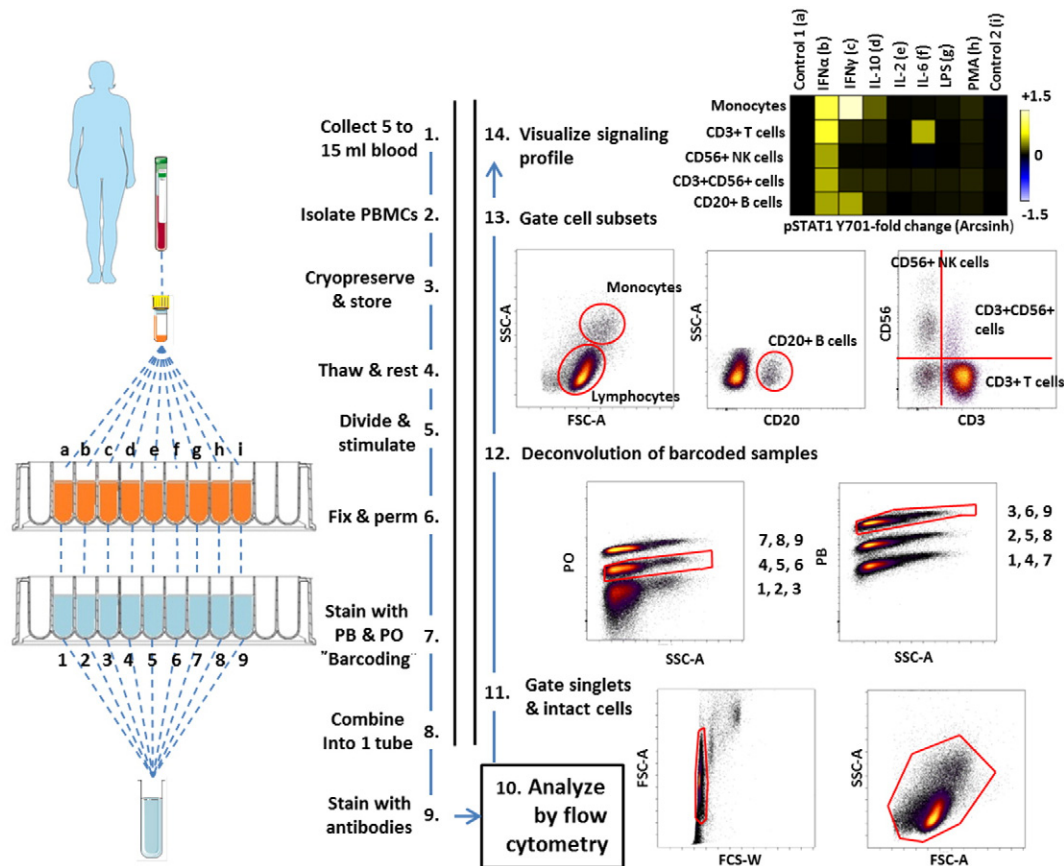 Collect 5 to 1.
15 ml blood
Isolate PBMCs 2.
Cryopreserve 3.
& store
Thaw & rest 4.
Divide & 5.
stimulate
a b c d e f g h i
Fix & perm 6.
Stain with
PB & PO 7.
"Barcoding"
1 2 3 4 5 6 7 8 9
Combine 8.
Into 1 tube
Stain with 9.
antibodies
10. Analyze
by flow
cytometry
11. Gate singlets
& intact cells
FSC-A
FCS-W
SSC-A
FSC-A
12. Deconvolution of barcoded samples
PO
7, 8, 9
4, 5, 6
1, 2, 3
SSC-A
PB
3, 6, 9
2, 5, 8
1, 4, 7
SSC-A
13. Gate cell subsets
SSC-A
Monocytes
Lymphocytes
FSC-A
SSC-A
CD20+ B cells
CD20
CD56
CD56+ NK cells
CD3+CD56+
cells
CD3+ T cells
CD3
14. Visualize signaling
profile
Control 1 (a)
IFNα (b)
IFNγ (c)
IL-10 (d)
IL-2 (e)
IL-6 (f)
LPS (g)
PMA (h)
Control 2 (i)
Monocytes
CD3+ T cells
CD56+ NK cells
CD3+CD56+ cells
CD20+ B cells
+1.5
0
-1.5
pSTAT1 Y701-fold change (Arcsinh)